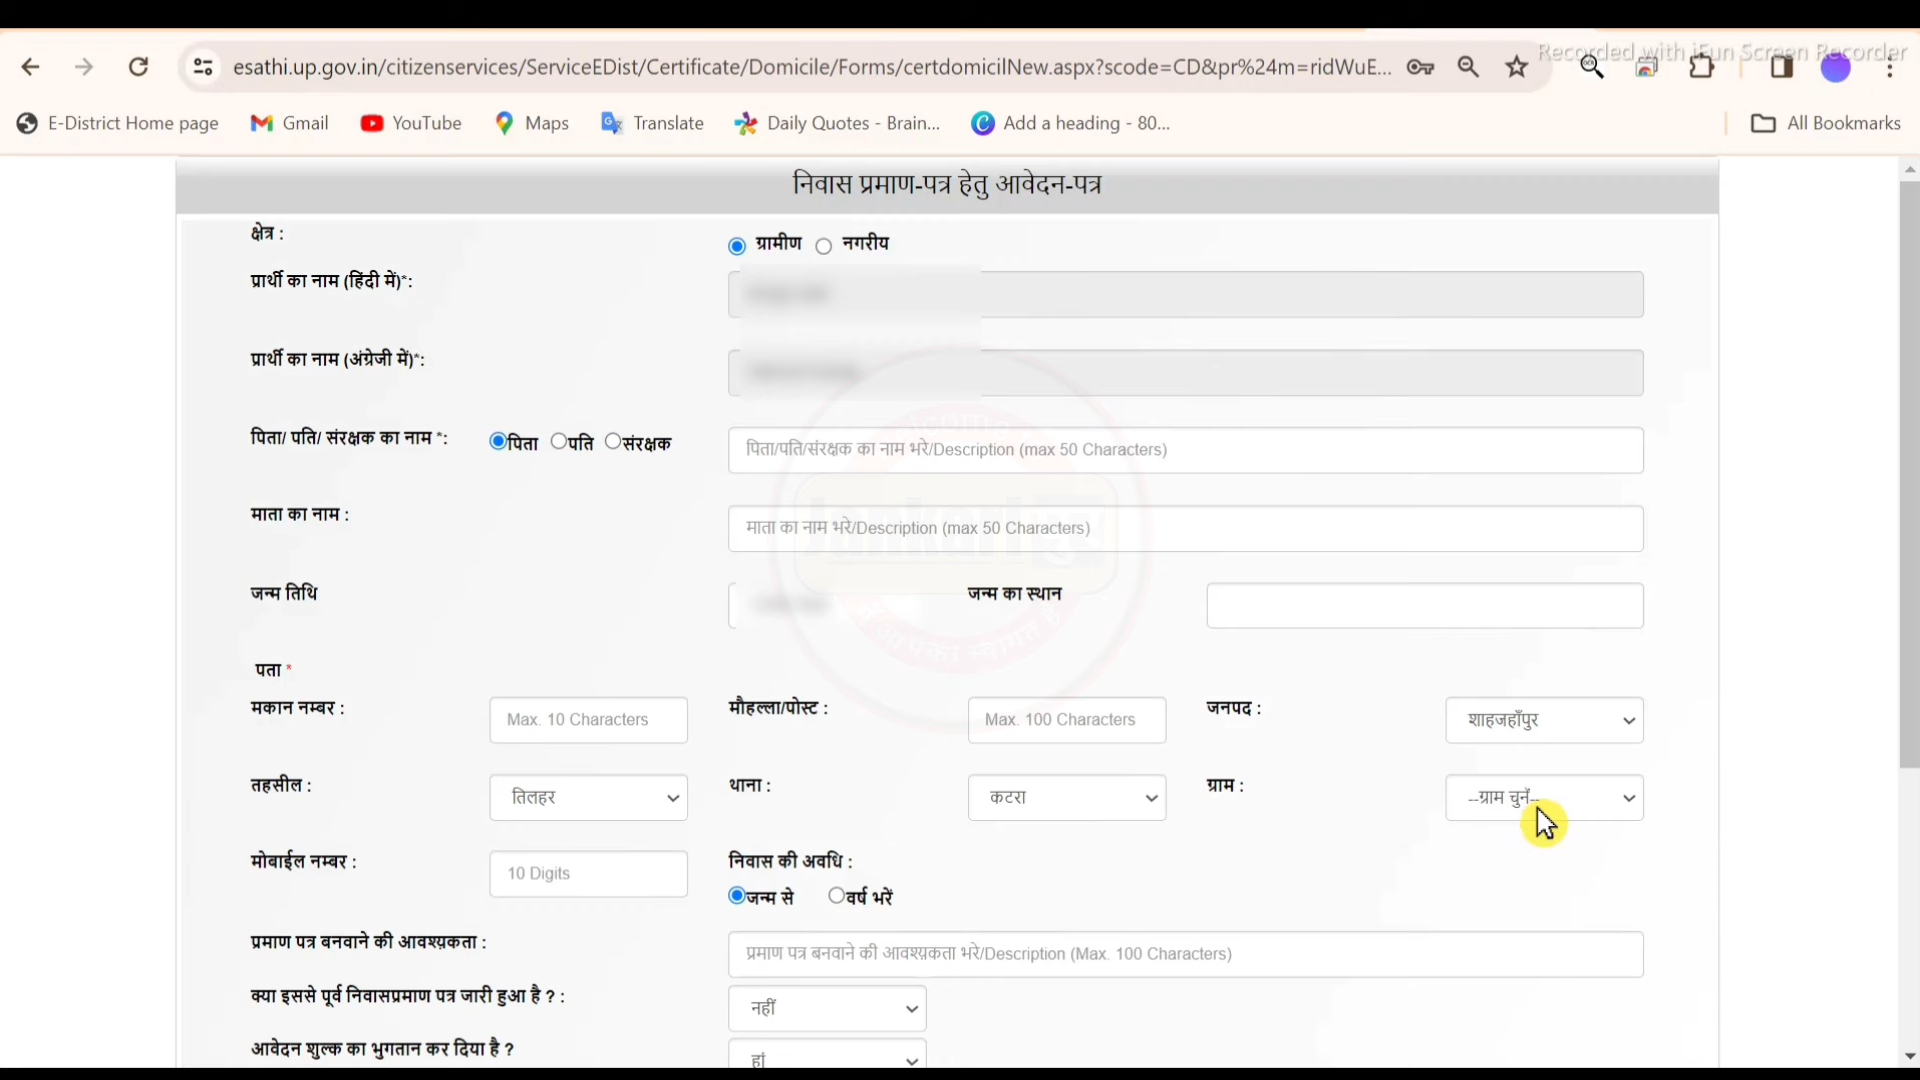 Recorded with iFun Screen Recorder
esathi.up.gov.in/citizenservices/ServiceEDist/Certificate/Domicile/Forms/certdomicilNew.aspx?scode=CD&pr%24m=ridWuE...
E-District Home page Gmail YouTube Maps Translate Daily Quotes - Brain... Add a heading - 80... All Bookmarks
निवास प्रमाण-पत्र हेतु आवेदन-पत्र
क्षेत्र :
ग्रामीण नगरीय
प्रार्थी का नाम (हिंदी में)*:
प्रार्थी का नाम (अंग्रेजी में)*:
पिता/ पति/ संरक्षक का नाम *: पिता पति संरक्षक पिता/पति/संरक्षक का नाम भरे/Description (max 50 Characters)
माता का नाम : माता का नाम भरे/Description (max 50 Characters)
जन्म तिथि जन्म का स्थान
पता *
मकान नम्बर : Max. 10 Characters मौहल्ला/पोस्ट : Max. 100 Characters जनपद : शाहजहाँपुर
तहसील : तिलहर थाना : कटरा ग्राम : --ग्राम चुनें--
मोबाईल नम्बर : 10 Digits निवास की अवधि :
जन्म से वर्ष भरें
प्रमाण पत्र बनवाने की आवश्य़कता : प्रमाण पत्र बनवाने की आवश्य़कता भरे/Description (Max. 100 Characters)
क्या इससे पूर्व निवासप्रमाण पत्र जारी हुआ है ? : नहीं
आवेदन शुल्क का भुगतान कर दिया है ? हां